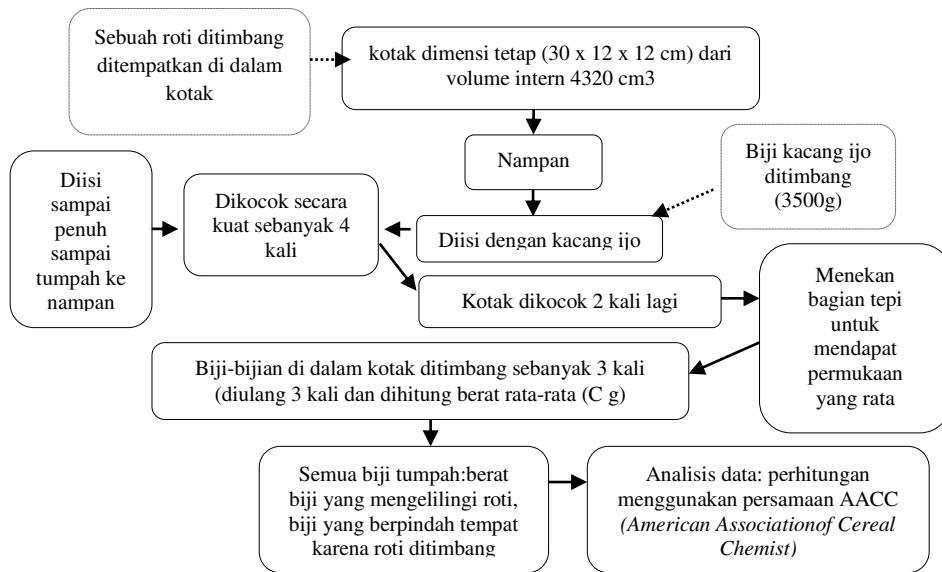 Sebuah roti ditimbang
ditempatkan di dalam
kotak
kotak dimensi tetap (30 x 12 x 12 cm) dari
volume intern 4320 cm3
Nampan
Biji kacang ijo
ditimbang
(3500g)
Diisi
sampai
penuh
sampai
tumpah ke
nampan
Dikocok secara
kuat sebanyak 4
kali
Diisi dengan kacang ijo
Kotak dikocok 2 kali lagi
Menekan
bagian tepi
untuk
mendapat
permukaan
yang rata
Biji-bijian di dalam kotak ditimbang sebanyak 3 kali
(diulang 3 kali dan dihitung berat rata-rata (C g)
Semua biji tumpah:berat
biji yang mengelilingi roti,
biji yang berpindah tempat
karena roti ditimbang
Analisis data: perhitungan
menggunakan persamaan AACC
(American Associationof Cereal
Chemist)